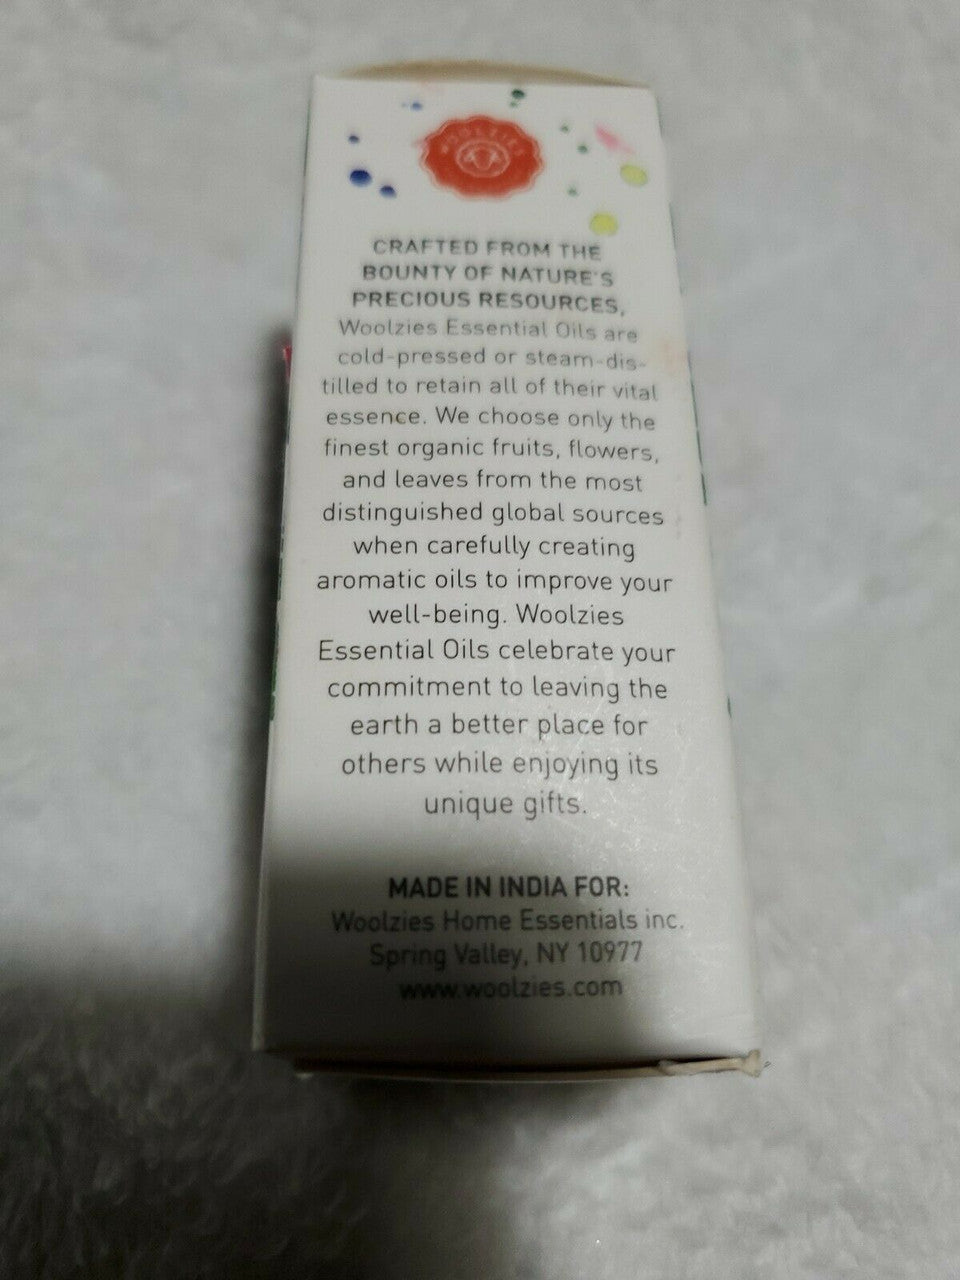 WOOLZIES
CRAFTED FROM THE
BOUNTY OF NATURE'S
PRECIOUS RESOURCES,
Woolzies Essential Oils are
cold-pressed or steam-dis-
tilled to retain all of their vital
essence. We choose only the
finest organic fruits, flowers,
and leaves from the most
distinguished global sources
when carefully creating
aromatic oils to improve your
well-being. Woolzies
Essential Oils celebrate your
commitment to leaving the
earth a better place for
others while enjoying its
unique gifts.
MADE IN INDIA FOR:
Woolzies Home Essentials inc.
Spring Valley, NY 10977
www.woolzies.com